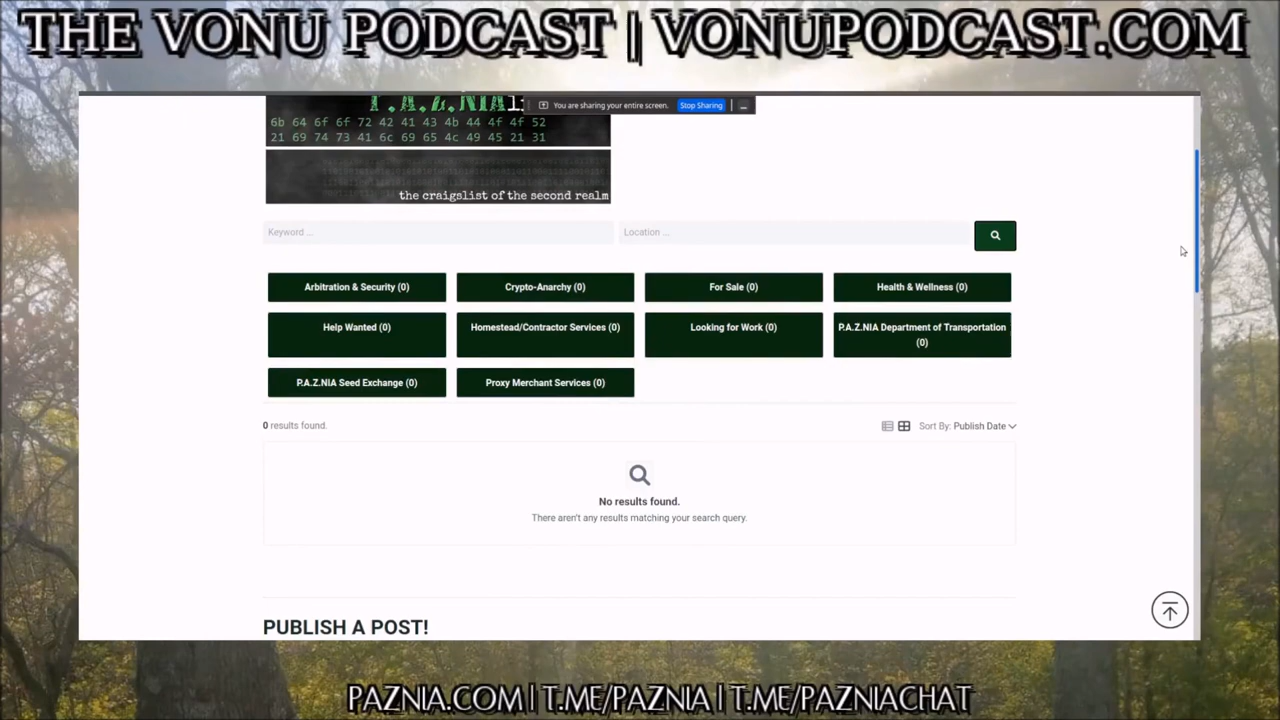 THE VONU PODCAST | VONUPODCAST.COM
P.A.Z.NIA
You are sharing your entire screen. Stop Sharing
6b 64 6f 6f 72 42 41 43 4b 44 4f 4f 52
21 69 74 73 41 6c 69 65 4c 49 45 21 31
the craigslist of the second realm
Keyword ... Location ...
Arbitration & Security (0) Crypto-Anarchy (0) For Sale (0) Health & Wellness (0)
Help Wanted (0) Homestead/Contractor Services (0) Looking for Work (0) P.A.Z.NIA Department of Transportation
(0)
P.A.Z.NIA Seed Exchange (0) Proxy Merchant Services (0)
0 results found. Sort By: Publish Date
No results found.
There aren't any results matching your search query.
PUBLISH A POST!
PAZNIA.COM | T.ME/PAZNIA | T.ME/PAZNIACHAT